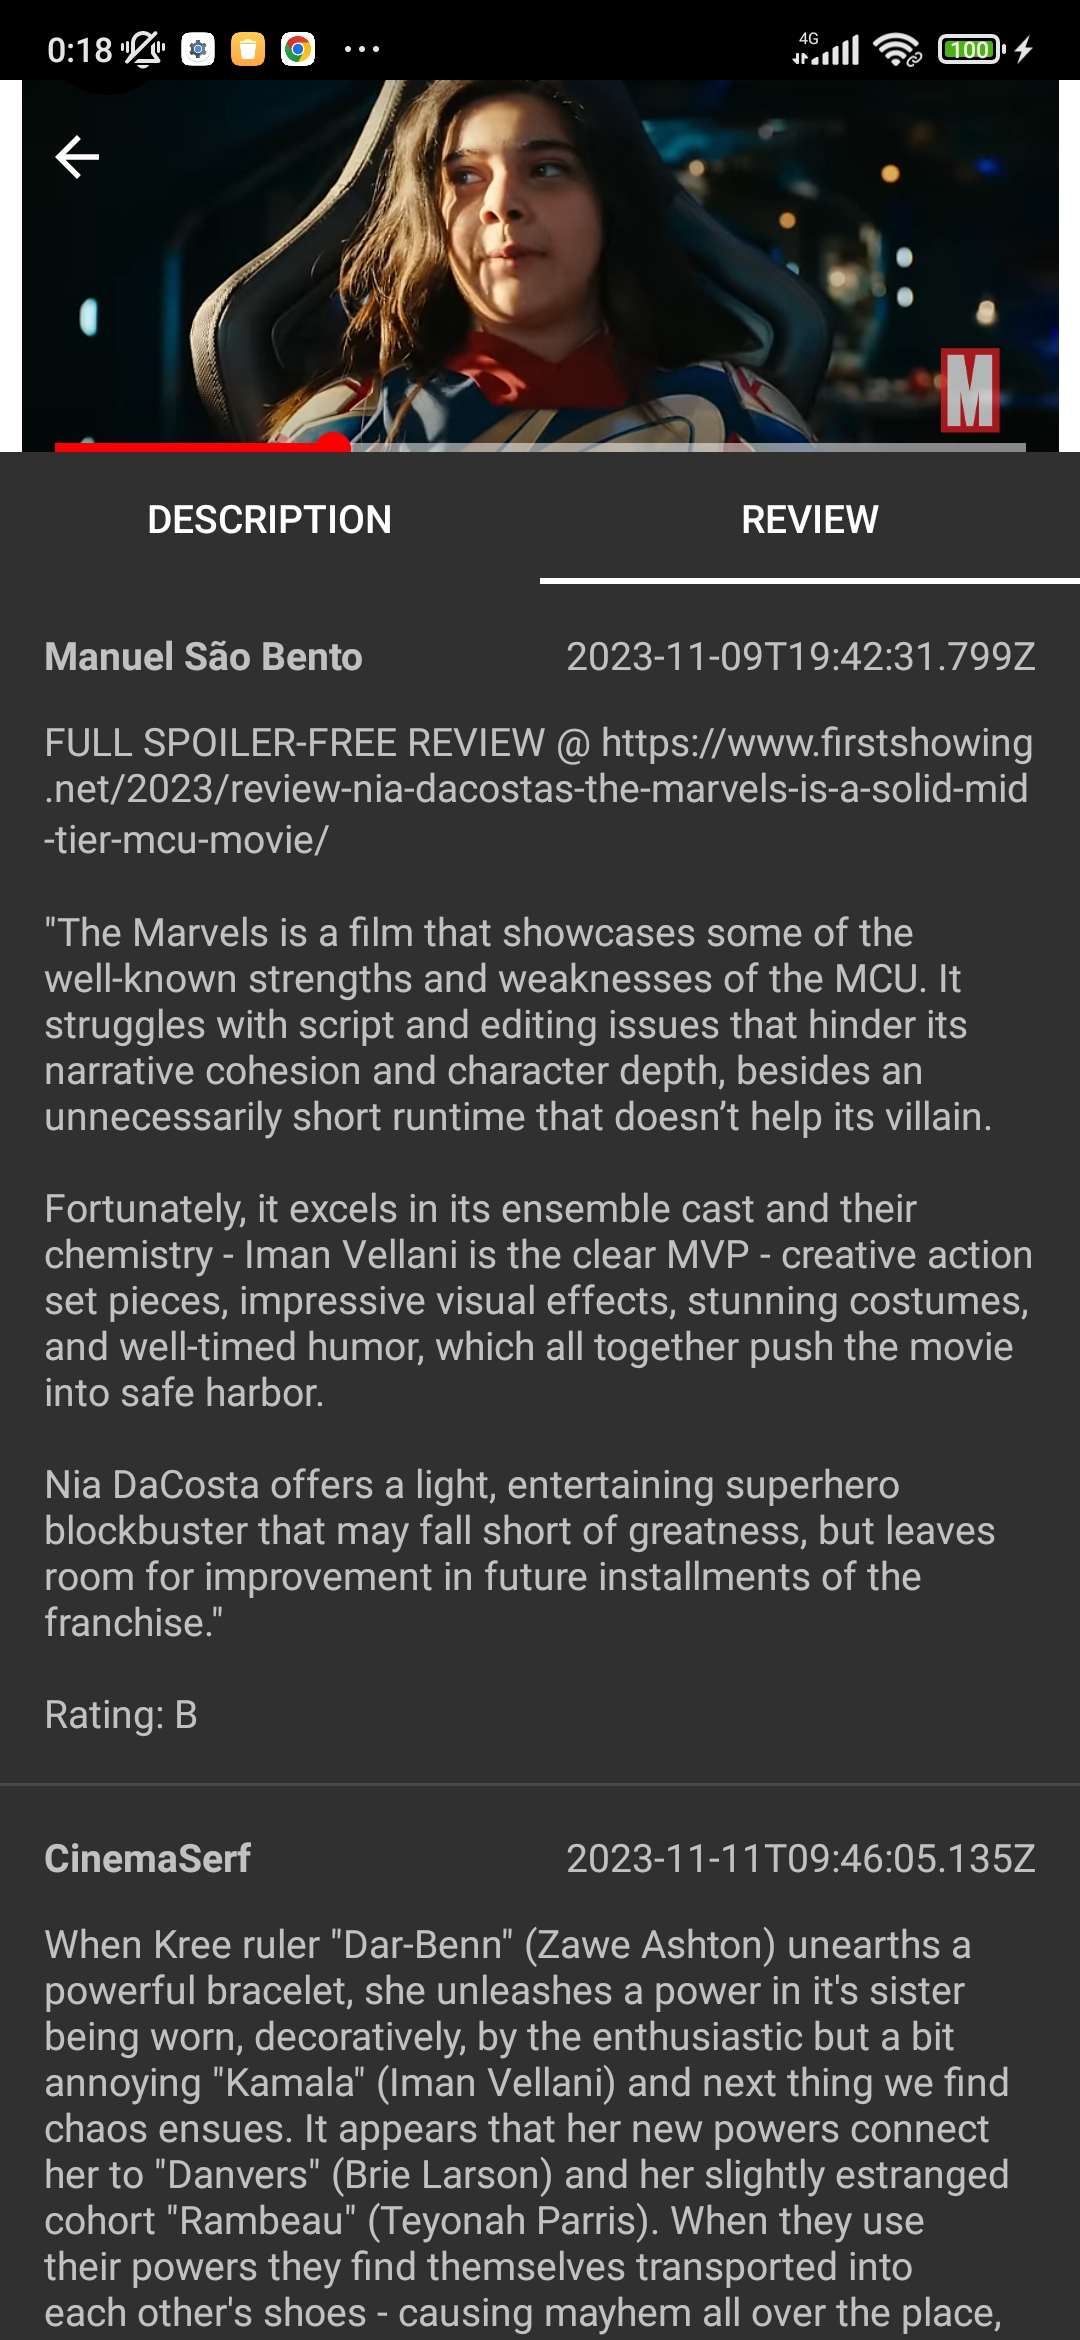 0:18
4G
100
M
DESCRIPTION
REVIEW
Manuel São Bento
2023-11-09T19:42:31.799Z
FULL SPOILER-FREE REVIEW @ https://www.firstshowing
.net/2023/review-nia-dacostas-the-marvels-is-a-solid-mid
-tier-mcu-movie/
"The Marvels is a film that showcases some of the
well-known strengths and weaknesses of the MCU. It
struggles with script and editing issues that hinder its
narrative cohesion and character depth, besides an
unnecessarily short runtime that doesn’t help its villain.
Fortunately, it excels in its ensemble cast and their
chemistry - Iman Vellani is the clear MVP - creative action
set pieces, impressive visual effects, stunning costumes,
and well-timed humor, which all together push the movie
into safe harbor.
Nia DaCosta offers a light, entertaining superhero
blockbuster that may fall short of greatness, but leaves
room for improvement in future installments of the
franchise."
Rating: B
CinemaSerf
2023-11-11T09:46:05.135Z
When Kree ruler "Dar-Benn" (Zawe Ashton) unearths a
powerful bracelet, she unleashes a power in it's sister
being worn, decoratively, by the enthusiastic but a bit
annoying "Kamala" (Iman Vellani) and next thing we find
chaos ensues. It appears that her new powers connect
her to "Danvers" (Brie Larson) and her slightly estranged
cohort "Rambeau" (Teyonah Parris). When they use
their powers they find themselves transported into
each other's shoes - causing mayhem all over the place,